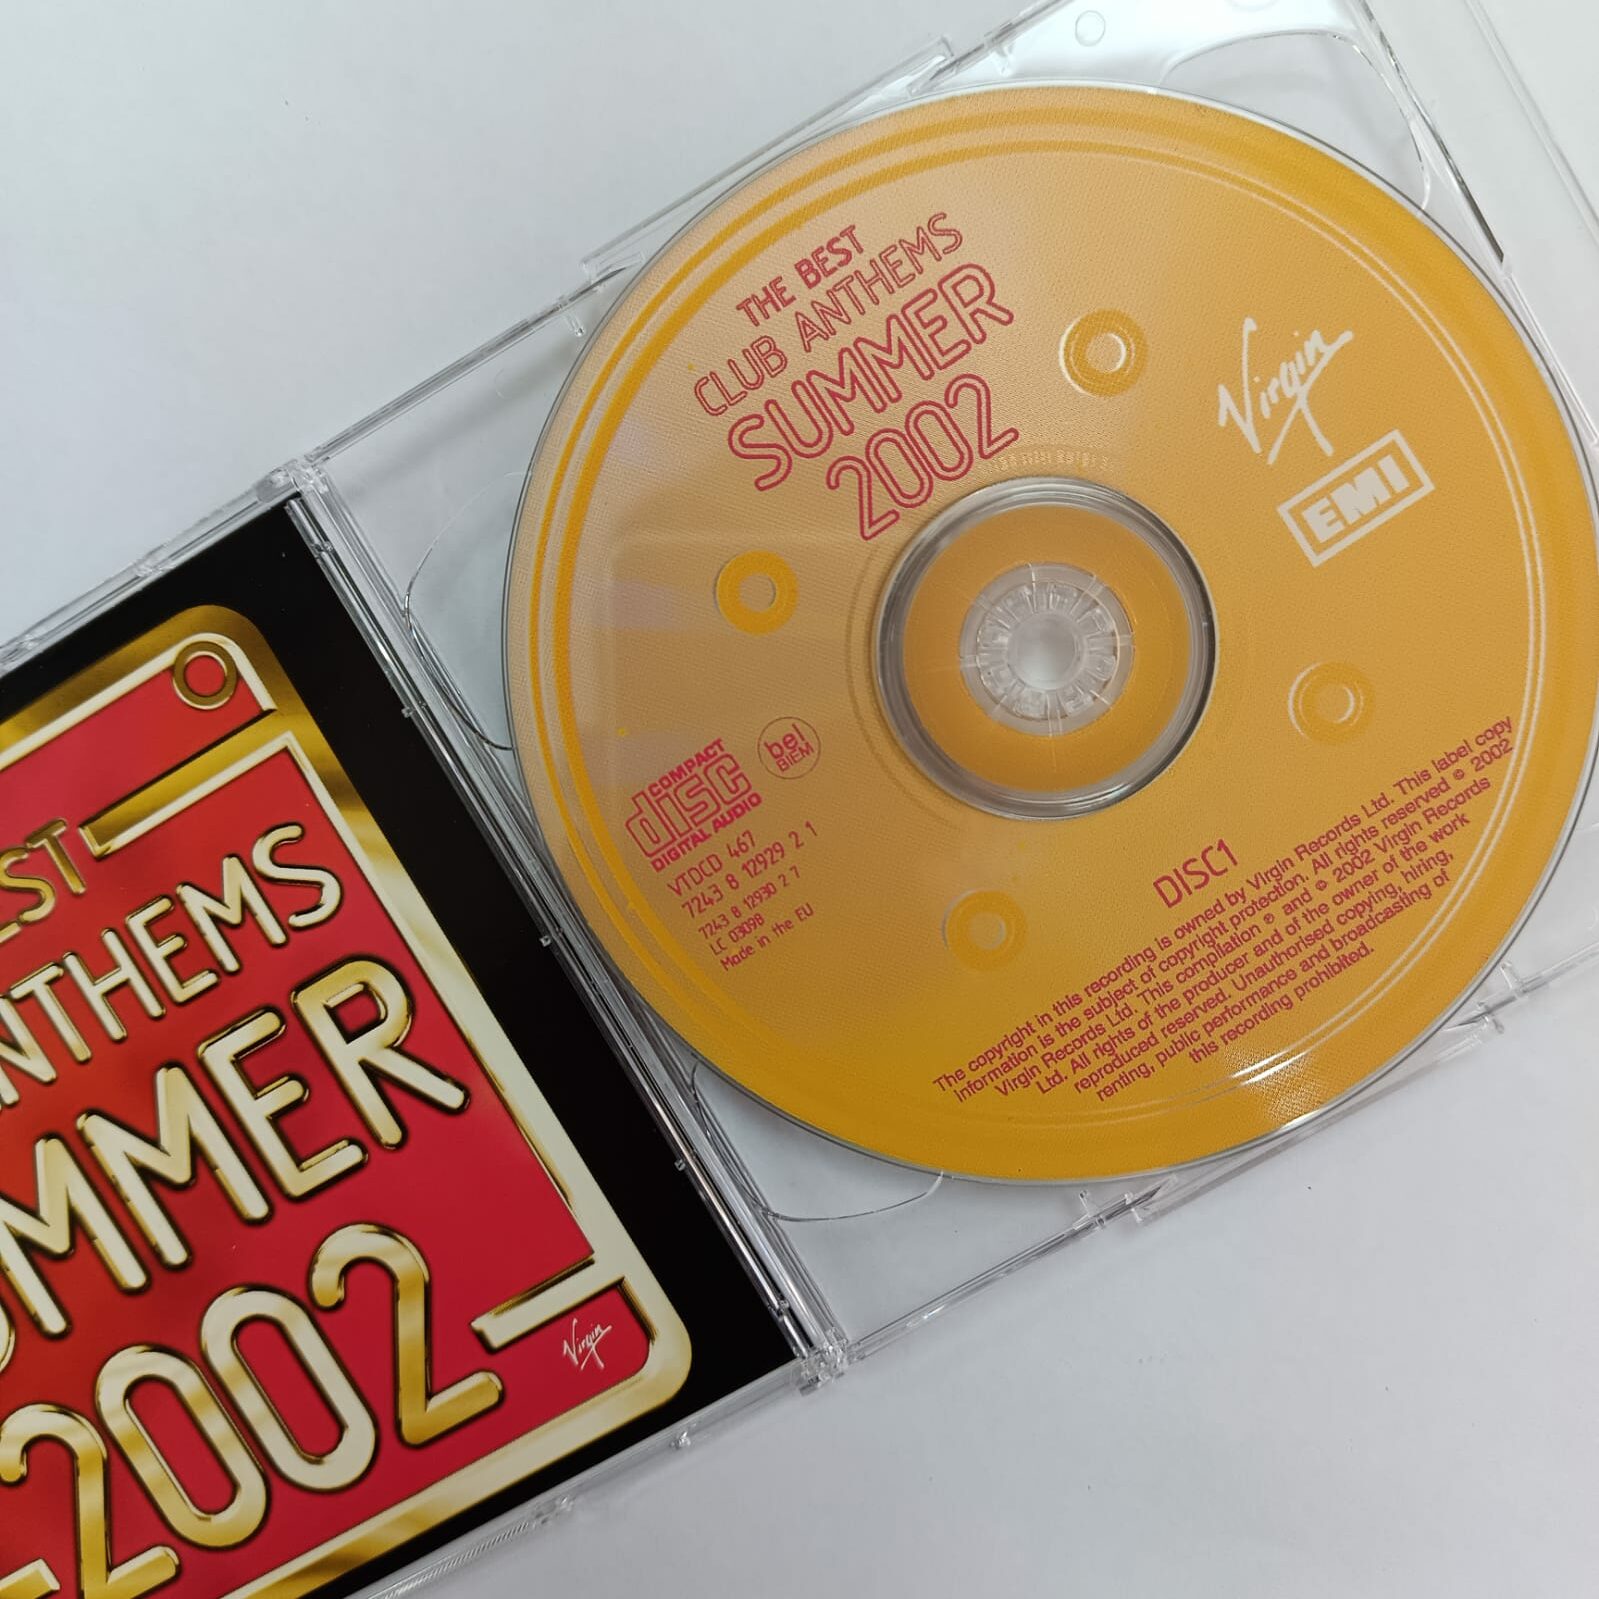 THE BEST
CLUB ANTHEMS
SUMMER
2002
Virgin
EMI
COMPACT
disc
DIGITAL AUDIO
bel
BIEM
VTDCD 467
7243 8 12929 2 1
7243 8 12930 2 7
LC 03098
Made in the EU
DISC1
The copyright in this recording is owned by Virgin Records Ltd. This label copy
information is the subject of copyright protection. All rights reserved ℗ 2002
Virgin Records Ltd. This compilation ℗ and © 2002 Virgin Records
Ltd. All rights of the producer and of the owner of the work
reproduced reserved. Unauthorised copying, hiring,
renting, public performance and broadcasting of
this recording prohibited.
EST
NTHEMS
MMER
2002
Virgin